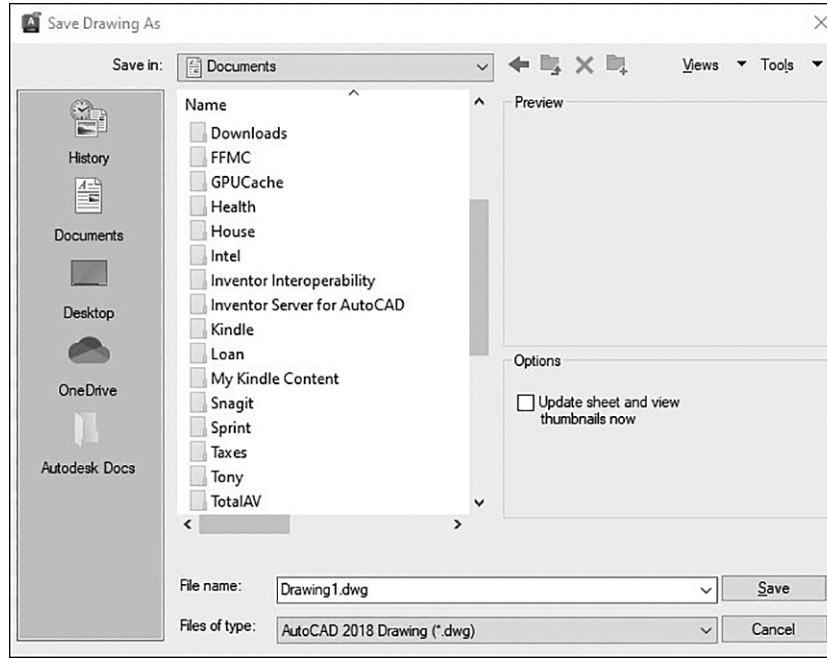 Save Drawing As
Save in:
Documents
Views
Tools
History
Documents
Desktop
OneDrive
Autodesk Docs
Name
Downloads
FFMC
GPUCache
Health
House
Intel
Inventor Interoperability
Inventor Server for AutoCAD
Kindle
Loan
My Kindle Content
Snagit
Sprint
Taxes
Tony
TotalAV
Preview
Options
Update sheet and view
thumbnails now
File name:
Drawing1.dwg
Save
Files of type:
AutoCAD 2018 Drawing (*.dwg)
Cancel